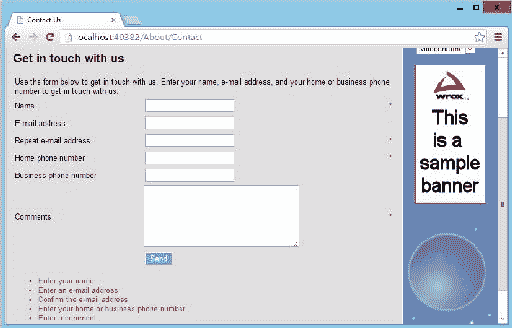 Contact Us
localhost:49282/About/Contact
Get in touch with us
Use the form below to get in touch with us. Enter your name, e-mail address, and your home or business phone
number to get in touch with us.
Name *
E-mail address *
Repeat e-mail address *
Home phone number *
Business phone number
Comments *
Send
Enter your name
Enter an e-mail address
Confirm the e-mail address
Enter your home or business phone number
wrox
This
is a
sample
banner